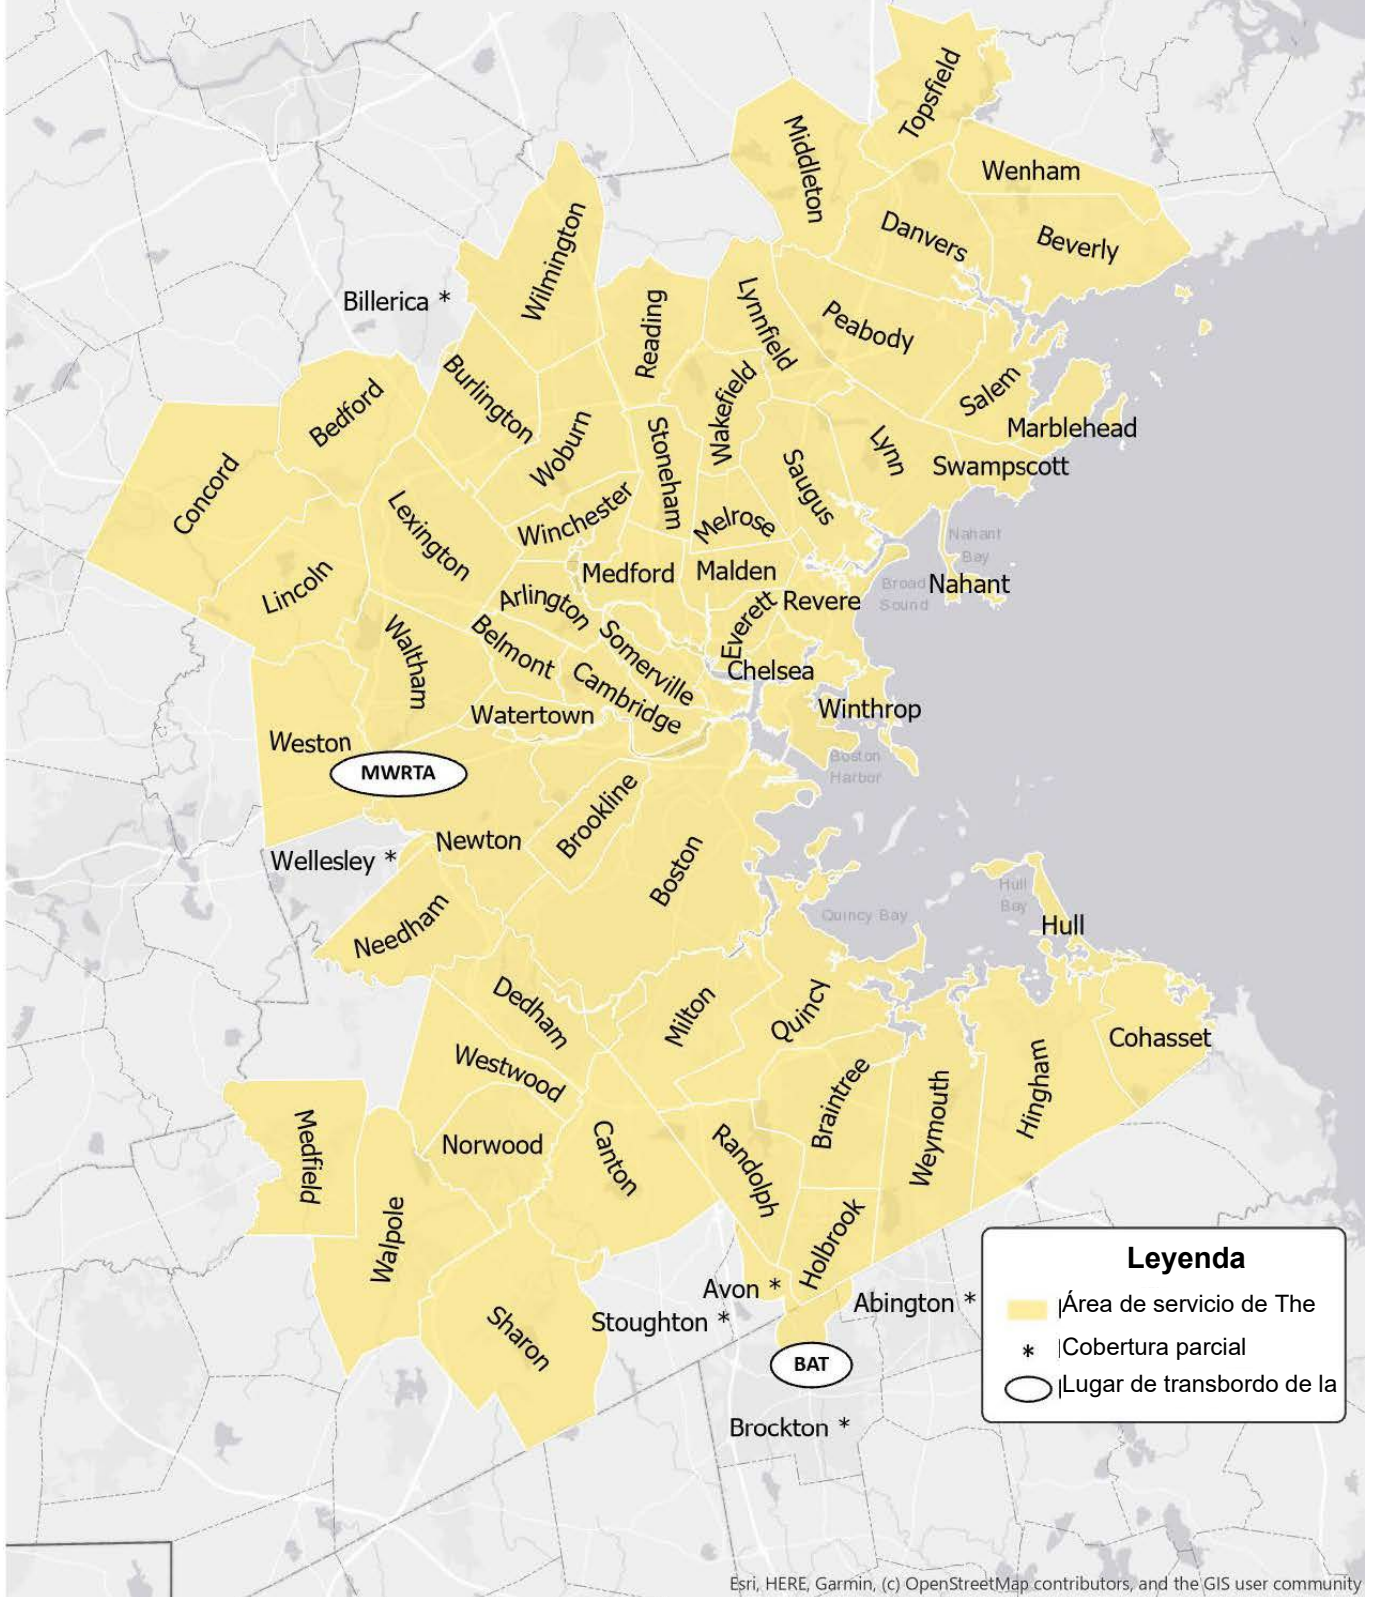 Topsfield
Middleton
Wenham
Danvers
Beverly
Wilmington
Billerica *
Reading
Lynnfield
Peabody
Burlington
Bedford
Wakefield
Salem
Marblehead
Woburn
Stoneham
Lynn
Swampscott
Concord
Saugus
Lexington
Winchester
Melrose
Nahant
Bay
Lincoln
Medford
Malden
Nahant
Broad
Sound
Arlington
Everett
Revere
Waltham
Belmont
Somerville
Chelsea
Cambridge
Watertown
Winthrop
Weston
MWRTA
Boston
Harbor
Brookline
Newton
Wellesley *
Boston
Hull
Bay
Quincy Bay
Hull
Needham
Dedham
Milton
Quincy
Cohasset
Westwood
Hingham
Braintree
Weymouth
Medfield
Norwood
Canton
Randolph
Walpole
Holbrook
Avon *
Abington *
Stoughton *
Sharon
BAT
Brockton *
Leyenda
Área de servicio de The
* Cobertura parcial
Lugar de transbordo de la
Esri, HERE, Garmin, (c) OpenStreetMap contributors, and the GIS user community